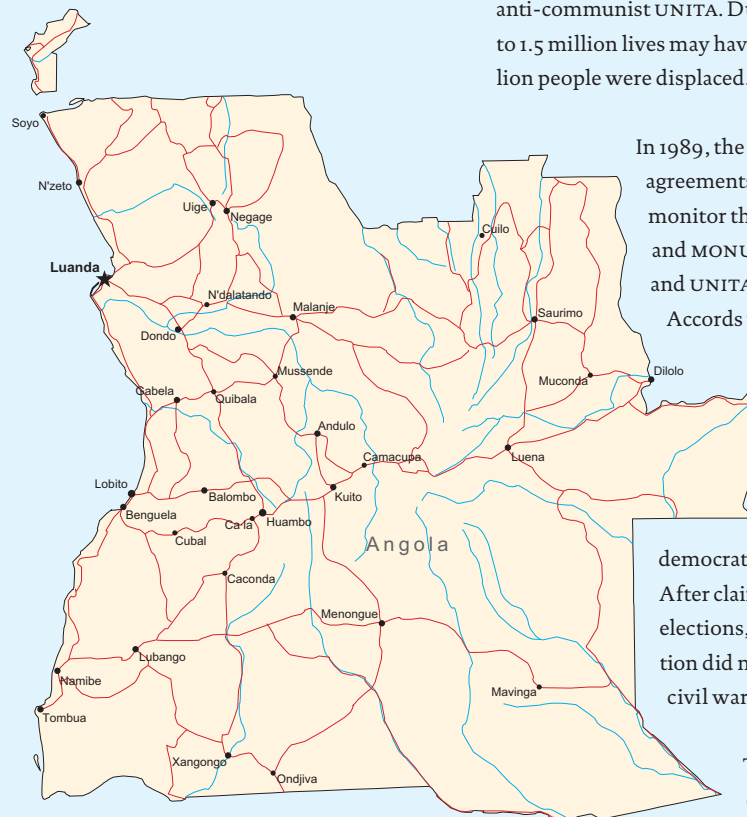 anti-communist UNITA. Du
to 1.5 million lives may hav
lion people were displaced.
In 1989, the
agreements
monitor th
and MONU
and UNITA
Accords
Soyo
N'zeto
Uige
Negage
Cuilo
Luanda
N'dalatando
Malanje
Saurimo
Dondo
Mussende
Muconda
Dilolo
Gabela
Quibala
Andulo
Camacupa
Luena
Lobito
Balombo
Kuito
Benguela
Ca la
Huambo
Cubal
Angola
Caconda
Menongue
Lubango
Namibe
Mavinga
Tombua
Xangongo
Ondjiva
democrat
After clair
elections,
tion did n
civil war
T